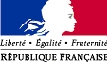 Liberté • Égalité • Fraternité
RÉPUBLIQUE FRANÇAISE